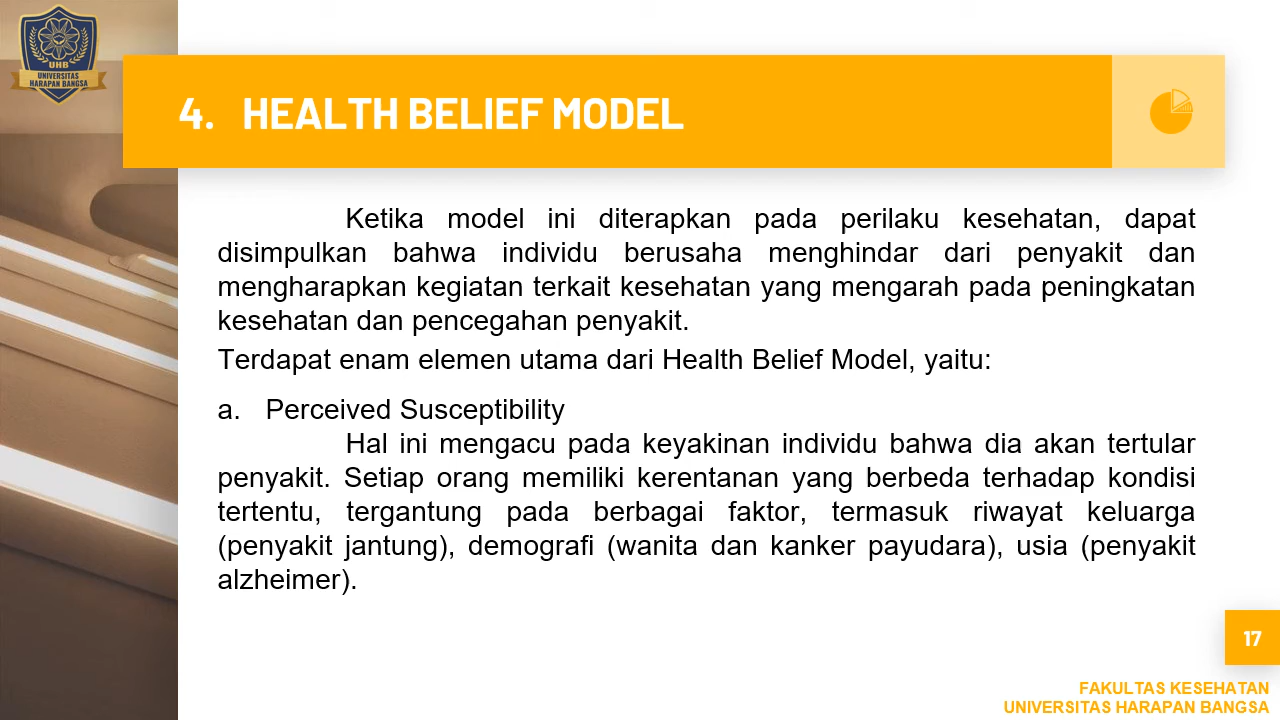 UHB
UNIVERSITAS
HARAPAN BANGSA
4. HEALTH BELIEF MODEL
Ketika model ini diterapkan pada perilaku kesehatan, dapat
disimpulkan bahwa individu berusaha menghindar dari penyakit dan
mengharapkan kegiatan terkait kesehatan yang mengarah pada peningkatan
kesehatan dan pencegahan penyakit.
Terdapat enam elemen utama dari Health Belief Model, yaitu:
a. Perceived Susceptibility
Hal ini mengacu pada keyakinan individu bahwa dia akan tertular
penyakit. Setiap orang memiliki kerentanan yang berbeda terhadap kondisi
tertentu, tergantung pada berbagai faktor, termasuk riwayat keluarga
(penyakit jantung), demografi (wanita dan kanker payudara), usia (penyakit
alzheimer).
17
FAKULTAS KESEHATAN
UNIVERSITAS HARAPAN BANGSA